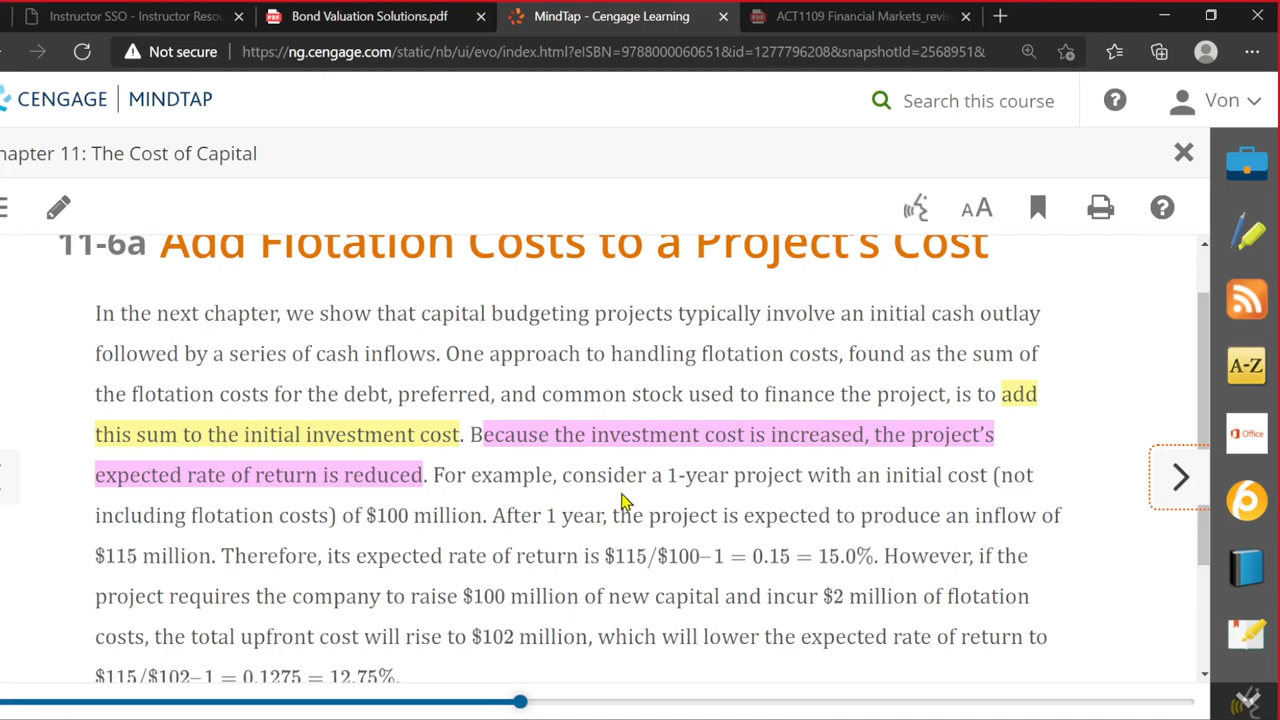 Instructor SSO - Instructor Resou
Bond Valuation Solutions.pdf
MindTap - Cengage Learning
ACT1109 Financial Markets_revis
Not secure
https://ng.cengage.com/static/nb/ui/evo/index.html?eISBN=9788000060651&id=1277796208&snapshotId=2568951&
CENGAGE | MINDTAP
Search this course
Von
hapter 11: The Cost of Capital
AA
11-6a Add Flotation Costs to a Project's Cost
In the next chapter, we show that capital budgeting projects typically involve an initial cash outlay
followed by a series of cash inflows. One approach to handling flotation costs, found as the sum of
the flotation costs for the debt, preferred, and common stock used to finance the project, is to add
this sum to the initial investment cost. Because the investment cost is increased, the project’s
expected rate of return is reduced. For example, consider a 1-year project with an initial cost (not
including flotation costs) of $100 million. After 1 year, the project is expected to produce an inflow of
$115 million. Therefore, its expected rate of return is $115/$100–1 = 0.15 = 15.0%. However, if the
project requires the company to raise $100 million of new capital and incur $2 million of flotation
costs, the total upfront cost will rise to $102 million, which will lower the expected rate of return to
$115/$102–1 = 0.1275 = 12.75%.
A-Z
Office